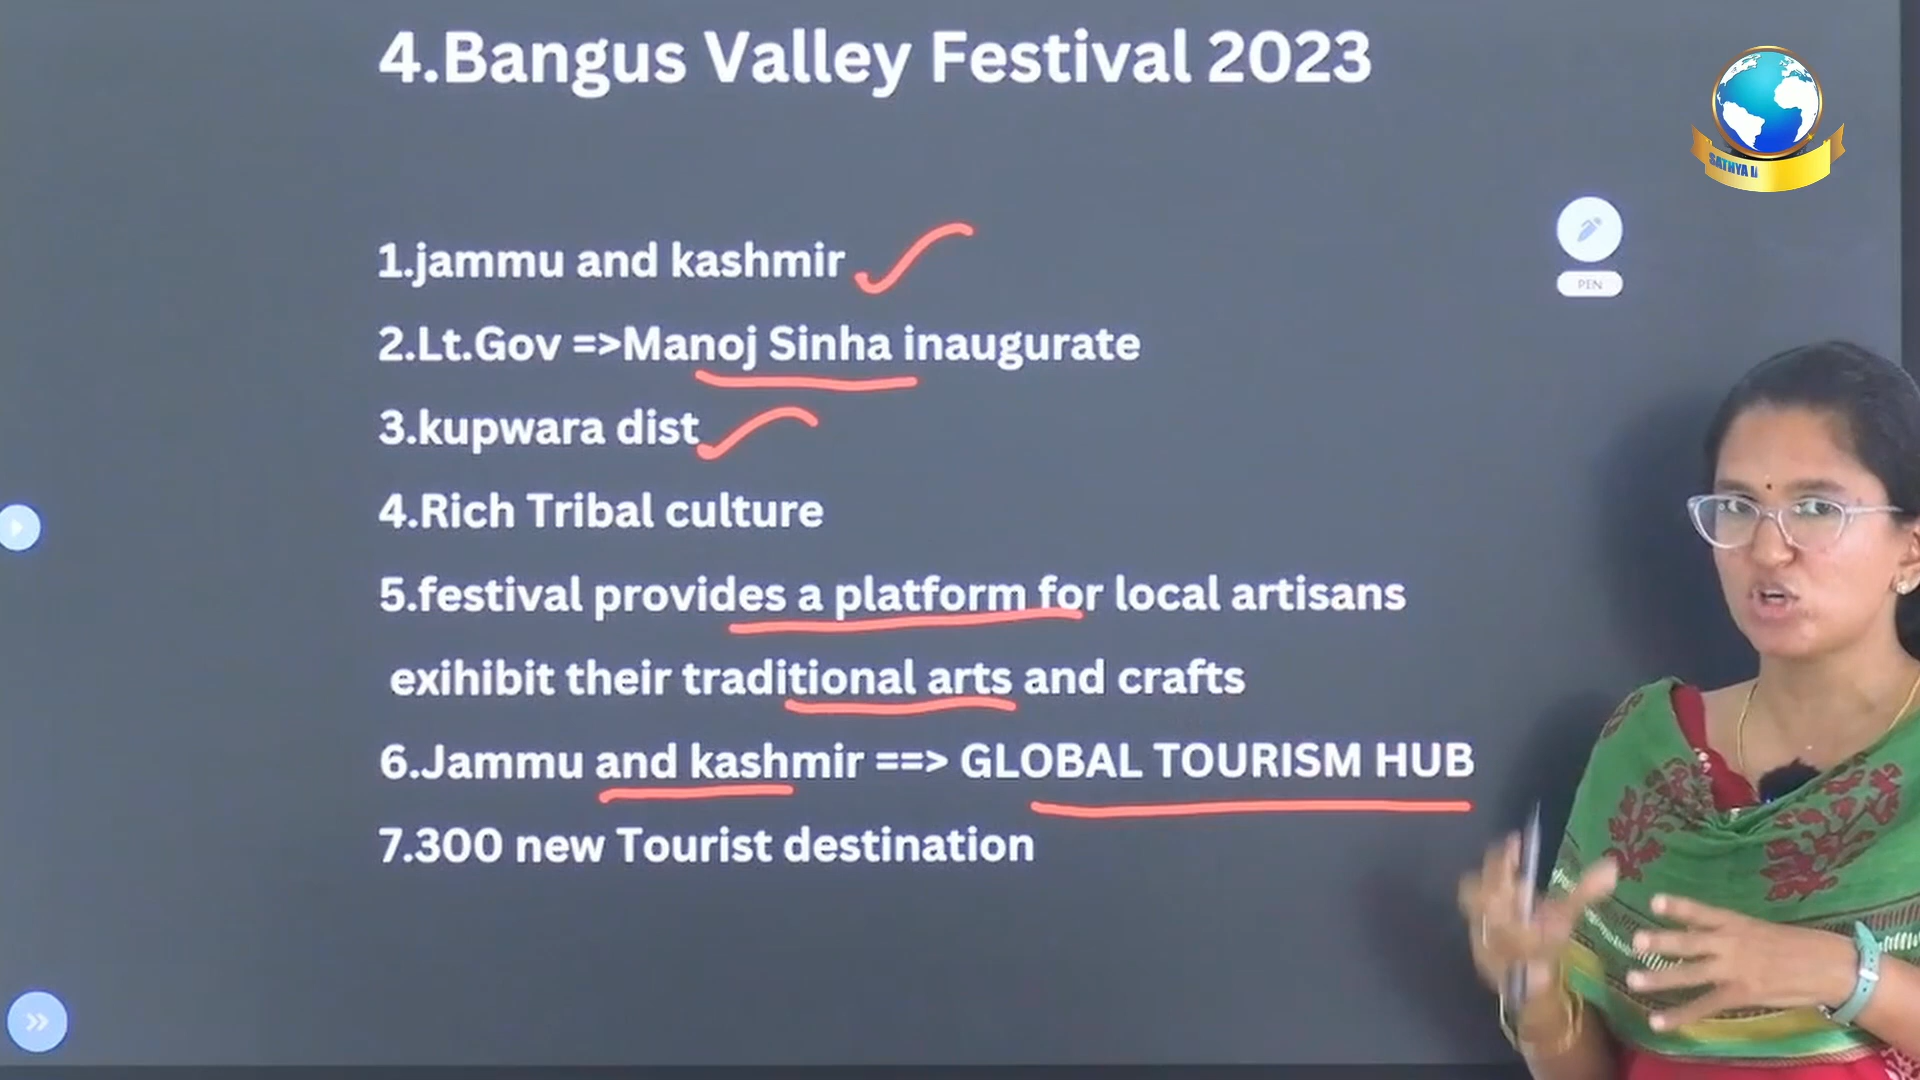 4.Bangus Valley Festival 2023
SATHYA
PEN
1.jammu and kashmir
2.Lt.Gov =>Manoj Sinha inaugurate
3.kupwara dist
4.Rich Tribal culture
5.festival provides a platform for local artisans
exihibit their traditional arts and crafts
6.Jammu and kashmir ==> GLOBAL TOURISM HUB
7.300 new Tourist destination